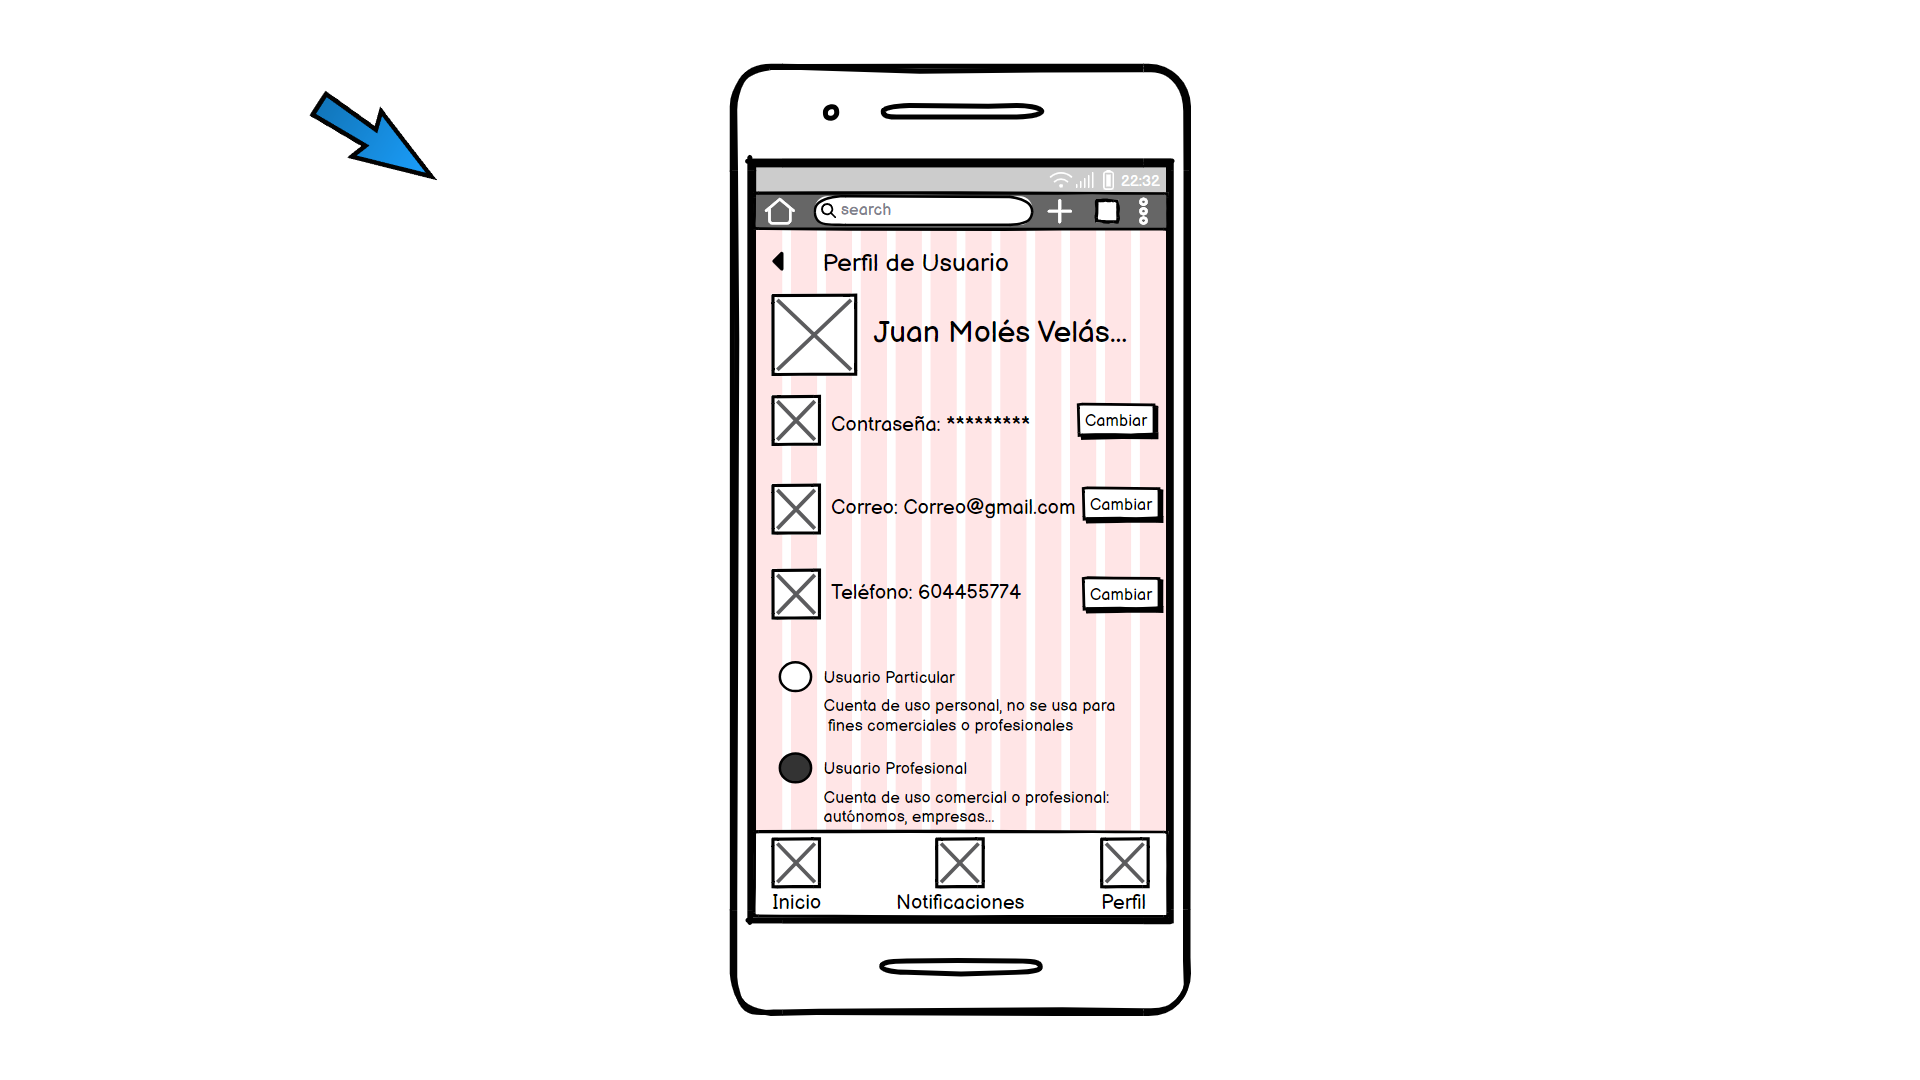 22:32
search
Perfil de Usuario
Juan Molés Velás...
Contraseña: *********
Cambiar
Correo: Correo@gmail.com
Cambiar
Teléfono: 604455774
Cambiar
Usuario Particular
Cuenta de uso personal, no se usa para
fines comerciales o profesionales
Usuario Profesional
Cuenta de uso comercial o profesional:
autónomos, empresas...
Inicio
Notificaciones
Perfil